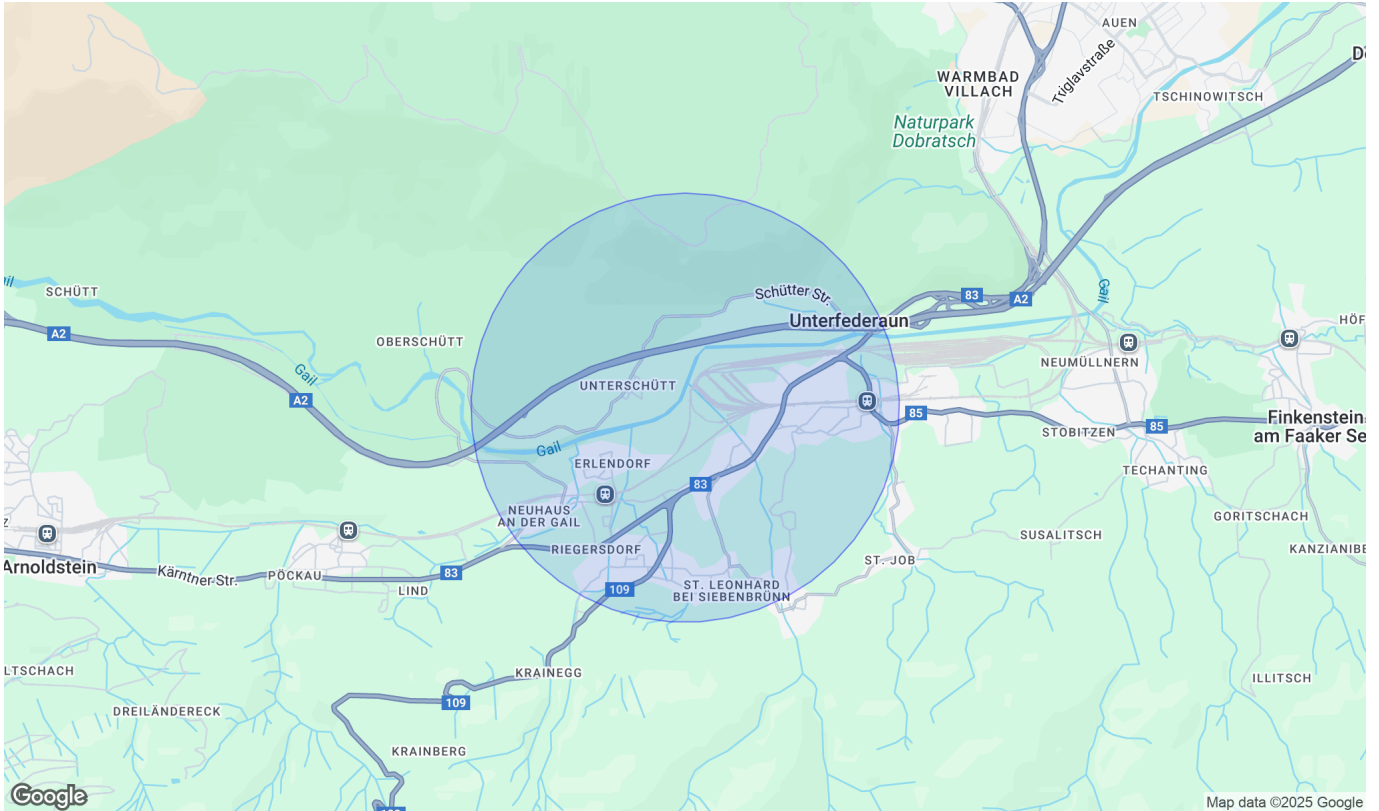 AUEN
Triglavstraße
WARMBAD
VILLACH
TSCHINOWITSCH
Naturpark
Dobratsch
SCHÜTT
Gail
83
A2
Schütter Str.
Unterfederaun
A2
OBERSCHÜTT
Gail
A2
UNTERSCHÜTT
NEUMÜLLNERN
85
85
STOBITZEN
Finkenstein
am Faaker Se
Gail
ERLENDORF
TECHANTING
83
NEUHAUS
AN DER GAIL
GORITSCHACH
SUSALITSCH
KANZIANIBE
RIEGERSDORF
ST. JOB
Arnoldstein
Kärntner Str.
PÖCKAU
83
LIND
109
ST. LEONHARD
BEI SIEBENBRÜNN
LTSCHACH
KRAINEGG
ILLITSCH
109
DREILÄNDERECK
KRAINBERG
Google
Map data ©2025 Google